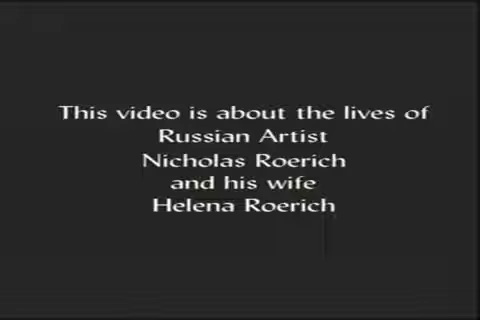 This video is about the lives of
Russian Artist
Nicholas Roerich
and his wife
Helena Roerich